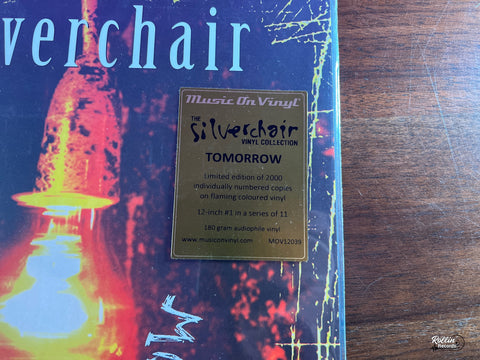 verchair
Music On Vinyl
THE
silverchair
VINYL COLLECTION
TOMORROW
Limited edition of 2000
individually numbered copies
on flaming coloured vinyl
12-inch #1 in a series of 11
180 gram audiophile vinyl
www.musiconvinyl.com MOV12039
Rollin
Records